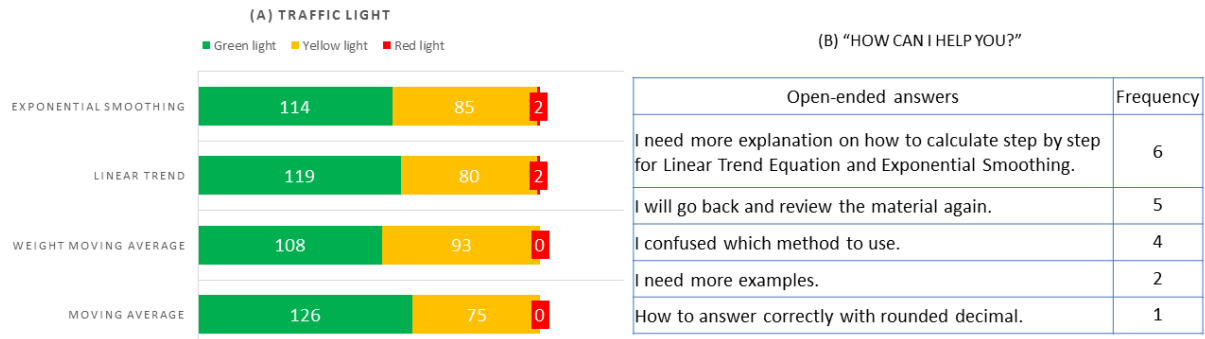 (A) TRAFFIC LIGHT
Green light Yellow light Red light
EXPONENTIAL SMOOTHING 114 85 2
LINEAR TREND 119 80 2
WEIGHT MOVING AVERAGE 108 93 0
MOVING AVERAGE 126 75 0
(B) “HOW CAN I HELP YOU?”
Open-ended answers Frequency
I need more explanation on how to calculate step by step
for Linear Trend Equation and Exponential Smoothing. 6
I will go back and review the material again. 5
I confused which method to use. 4
I need more examples. 2
How to answer correctly with rounded decimal. 1